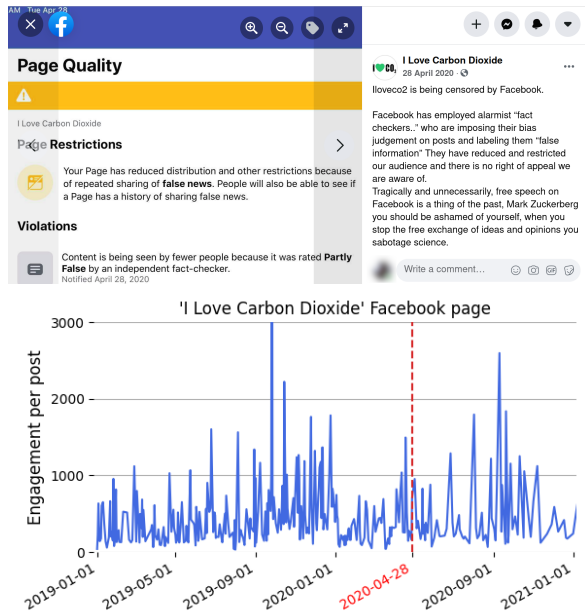 AM Tue Apr 28
Page Quality
I Love Carbon Dioxide
Page Restrictions
Your Page has reduced distribution and other restrictions because
of repeated sharing of false news. People will also be able to see if
a Page has a history of sharing false news.
Violations
Content is being seen by fewer people because it was rated Partly
False by an independent fact-checker.
Notified April 28, 2020
I ♥ CO2
I Love Carbon Dioxide
28 April 2020 ·
Iloveco2 is being censored by Facebook.
Facebook has employed alarmist “fact
checkers..” who are imposing their bias
judgement on posts and labeling them “false
information” They have reduced and restricted
our audience and there is no right of appeal we
are aware of.
Tragically and unnecessarily, free speech on
Facebook is a thing of the past, Mark Zuckerberg
you should be ashamed of yourself, when you
stop the free exchange of ideas and opinions you
sabotage science.
Write a comment…
GIF
'I Love Carbon Dioxide' Facebook page
Engagement per post
3000
2000
1000
0
2019-01-01
2019-05-01
2019-09-01
2020-01-01
2020-04-28
2020-09-01
2021-01-01